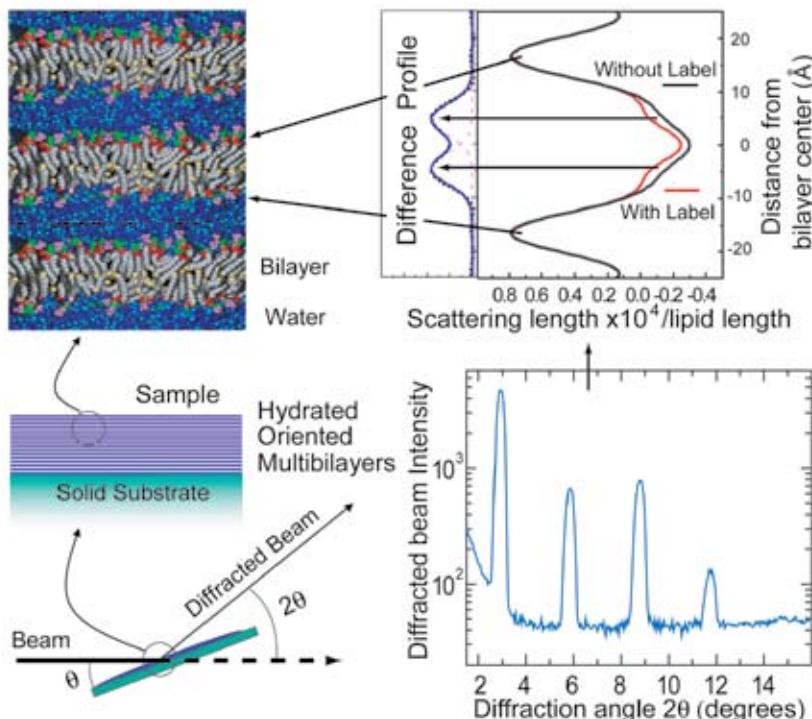 Bilayer
Water
Difference Profile
Without Label
With Label
20
10
0
-10
-20
Distance from
bilayer center (Å)
0.8 0.6 0.4 0.2 0.0 -0.2 -0.4
Scattering length x10⁴/lipid length
Sample
Hydrated
Oriented
Multibilayers
Solid Substrate
Diffracted Beam
2θ
Beam
θ
Diffracted beam Intensity
10³
10²
2 4 6 8 10 12 14
Diffraction angle 2θ (degrees)